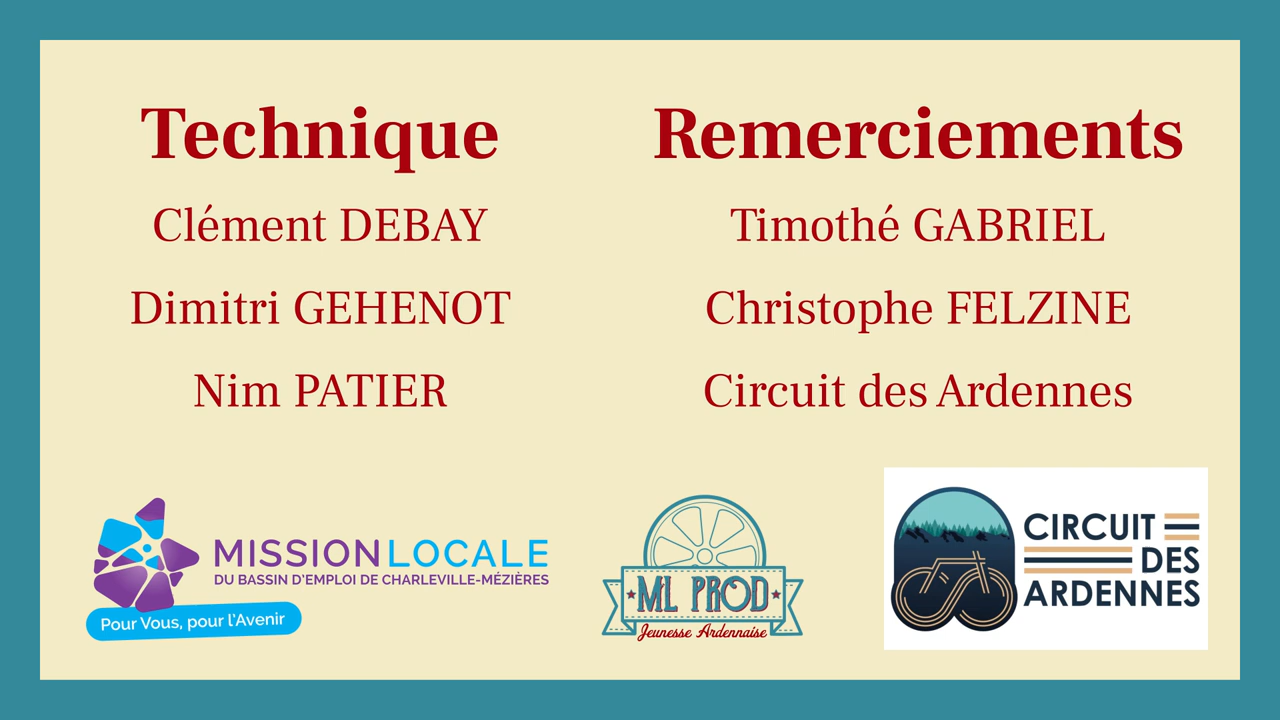 Technique
Clément DEBAY
Dimitri GEHENOT
Nim PATIER
Remerciements
Timothé GABRIEL
Christophe FELZINE
Circuit des Ardennes
MISSION LOCALE
DU BASSIN D'EMPLOI DE CHARLEVILLE-MÉZIÈRES
Pour Vous, pour l'Avenir
ML PROD
Jeunesse Ardennaise
CIRCUIT
DES
ARDENNES